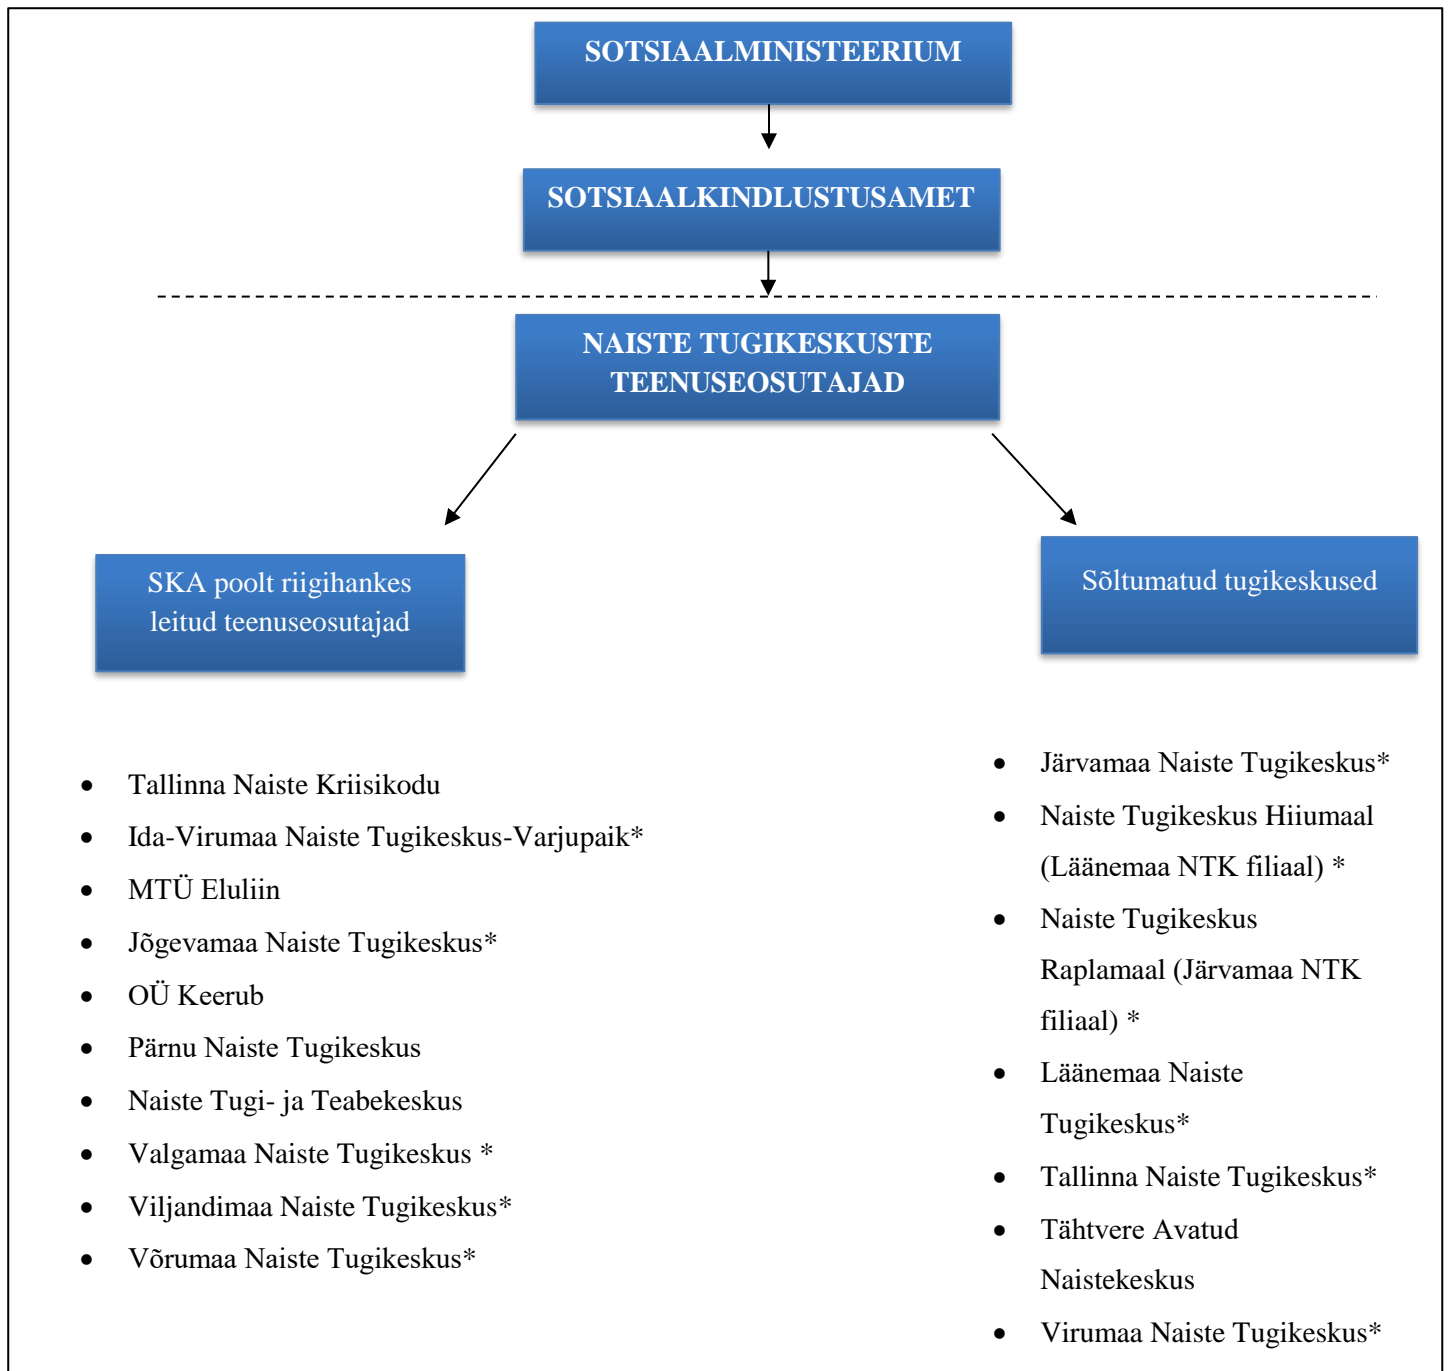 SOTSIAALMINISTEERIUM
SOTSIAALKINDLUSTUSAMET
NAISTE TUGIKESKUSTE
TEENUSEOSUTAJAD
SKA poolt riigihankes
leitud teenuseosutajad
Sõltumatud tugikeskused
• Tallinna Naiste Kriisikodu
• Ida-Virumaa Naiste Tugikeskus-Varjupaik*
• MTÜ Eluliin
• Jõgevamaa Naiste Tugikeskus*
• OÜ Keerub
• Pärnu Naiste Tugikeskus
• Naiste Tugi- ja Teabekeskus
• Valgamaa Naiste Tugikeskus *
• Viljandimaa Naiste Tugikeskus*
• Võrumaa Naiste Tugikeskus*
• Järvamaa Naiste Tugikeskus*
• Naiste Tugikeskus Hiiumaal
(Läänemaa NTK filiaal) *
• Naiste Tugikeskus
Raplamaal (Järvamaa NTK
filiaal) *
• Läänemaa Naiste
Tugikeskus*
• Tallinna Naiste Tugikeskus*
• Tähtvere Avatud
Naistekeskus
• Virumaa Naiste Tugikeskus*